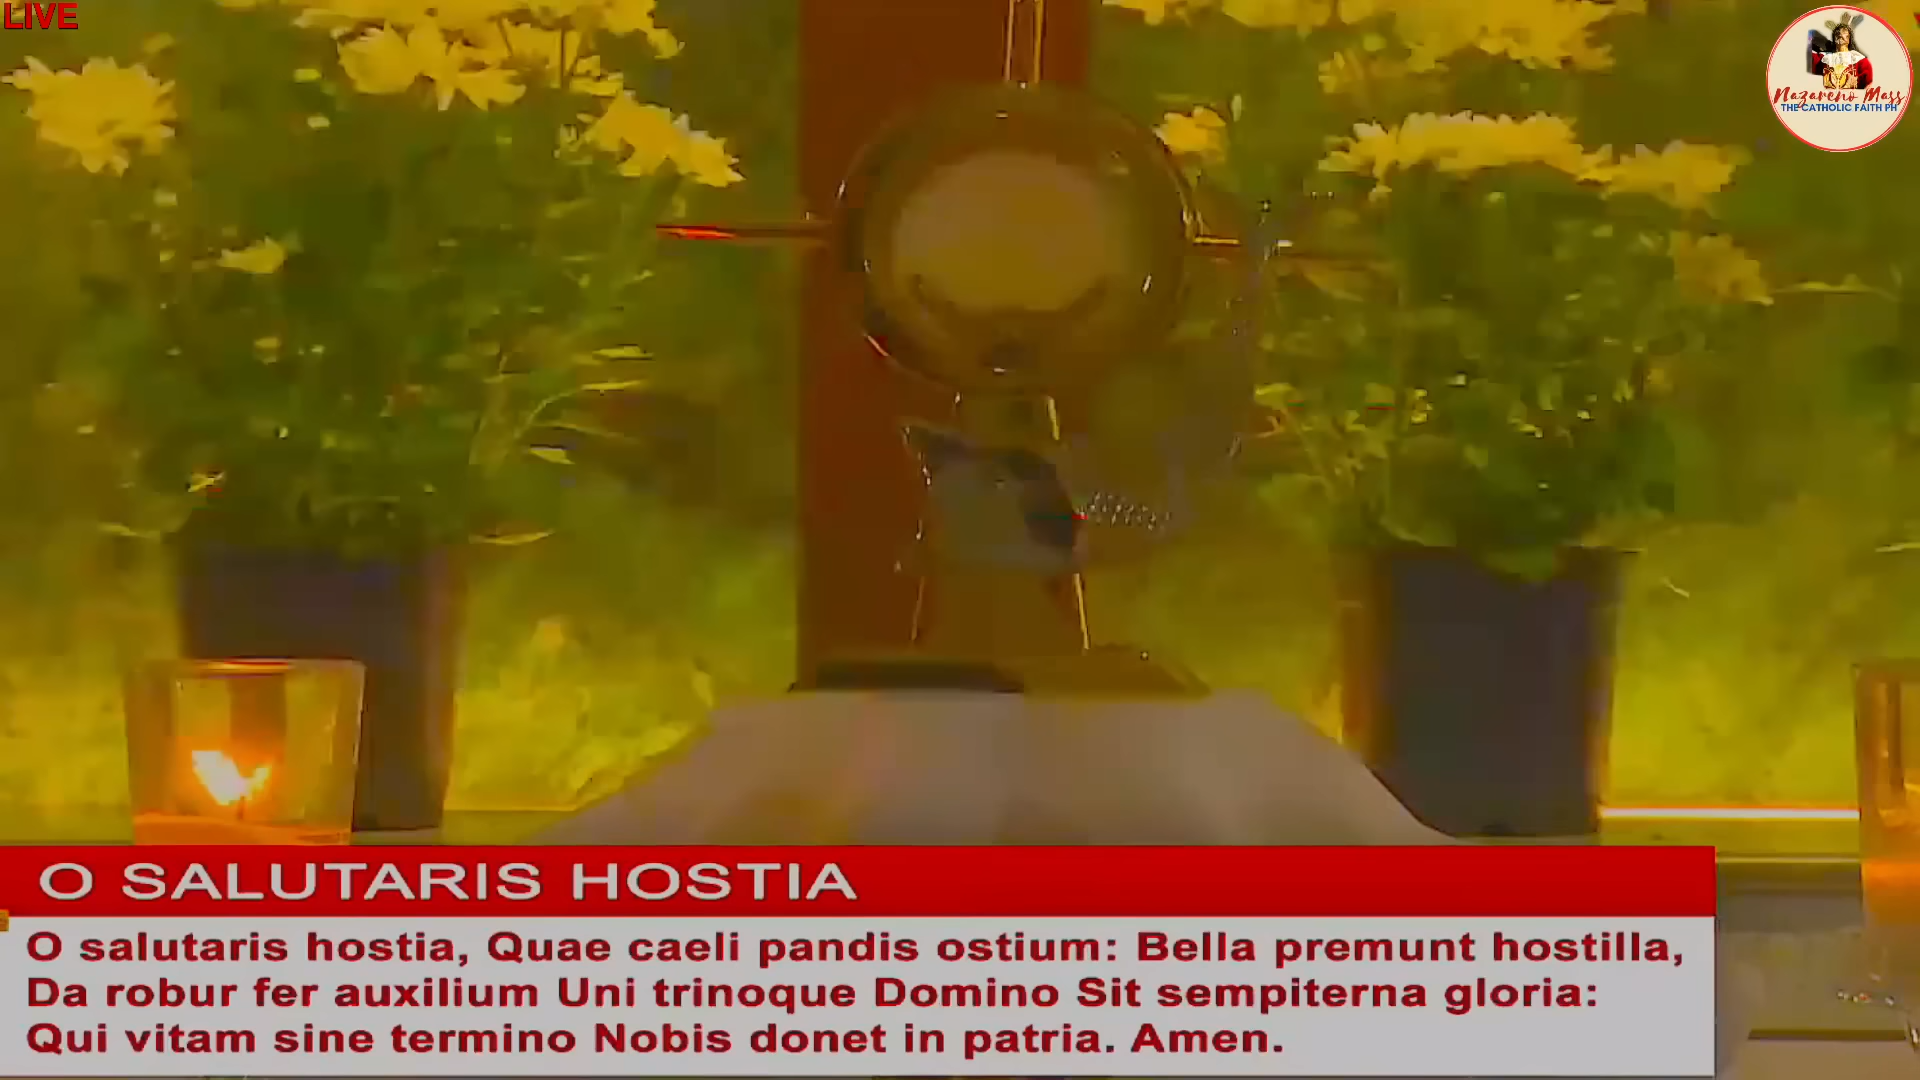 LIVE
Nazareno Mass
THE CATHOLIC FAITH PH
O SALUTARIS HOSTIA
O salutaris hostia, Quae caeli pandis ostium: Bella premunt hostilla,
Da robur fer auxilium Uni trinoque Domino Sit sempiterna gloria:
Qui vitam sine termino Nobis donet in patria. Amen.